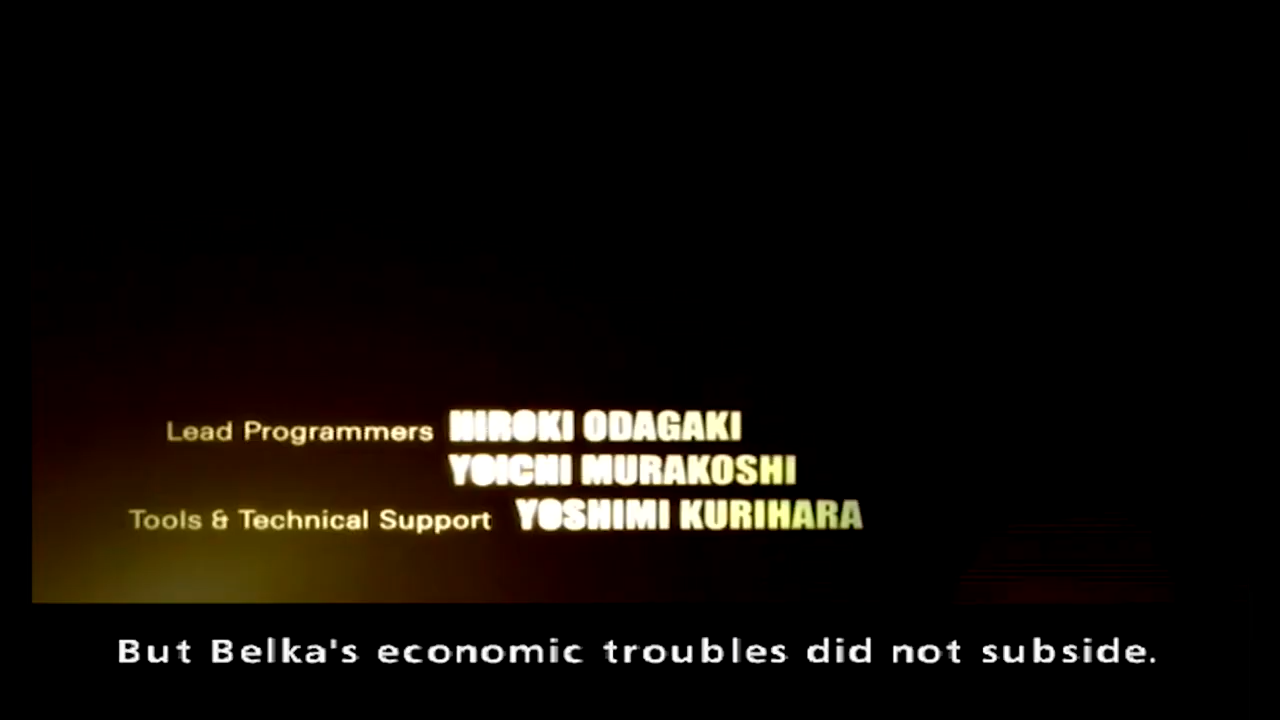 Lead Programmers HIROKI ODAGAKI
YOICHI MURAKOSHI
Tools & Technical Support YOSHIMI KURIHARA
But Belka's economic troubles did not subside.